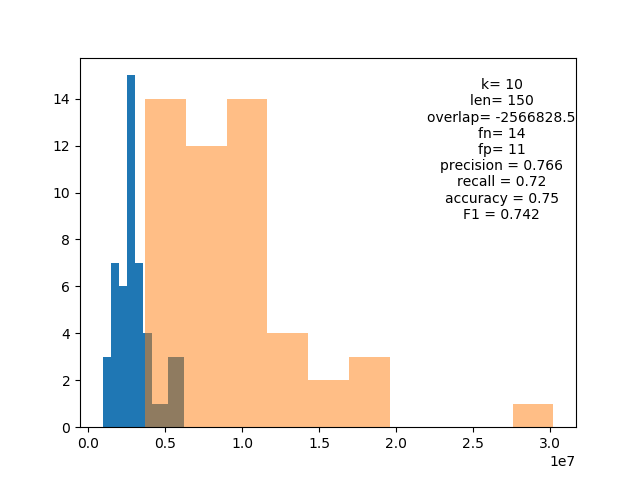 k= 10
len= 150
overlap= -2566828.5
fn= 14
fp= 11
precision = 0.766
recall = 0.72
accuracy = 0.75
F1 = 0.742
14
12
10
8
6
4
2
0
0.0 0.5 1.0 1.5 2.0 2.5 3.0
1e7